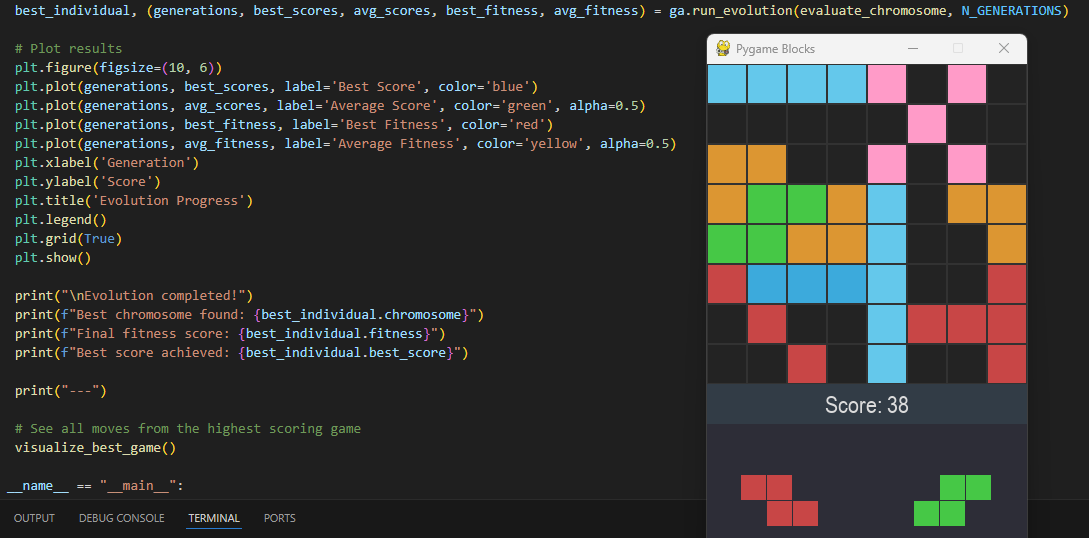 best_individual, (generations, best_scores, avg_scores, best_fitness, avg_fitness) = ga.run_evolution(evaluate_chromosome, N_GENERATIONS)
# Plot results
plt.figure(figsize=(10, 6))
plt.plot(generations, best_scores, label='Best Score', color='blue')
plt.plot(generations, avg_scores, label='Average Score', color='green', alpha=0.5)
plt.plot(generations, best_fitness, label='Best Fitness', color='red')
plt.plot(generations, avg_fitness, label='Average Fitness', color='yellow', alpha=0.5)
plt.xlabel('Generation')
plt.ylabel('Score')
plt.title('Evolution Progress')
plt.legend()
plt.grid(True)
plt.show()
print("\nEvolution completed!")
print(f"Best chromosome found: {best_individual.chromosome}")
print(f"Final fitness score: {best_individual.fitness}")
print(f"Best score achieved: {best_individual.best_score}")
print("---")
# See all moves from the highest scoring game
visualize_best_game()
__name__ == "__main__":
OUTPUT
DEBUG CONSOLE
TERMINAL
PORTS
Pygame Blocks
Score: 38